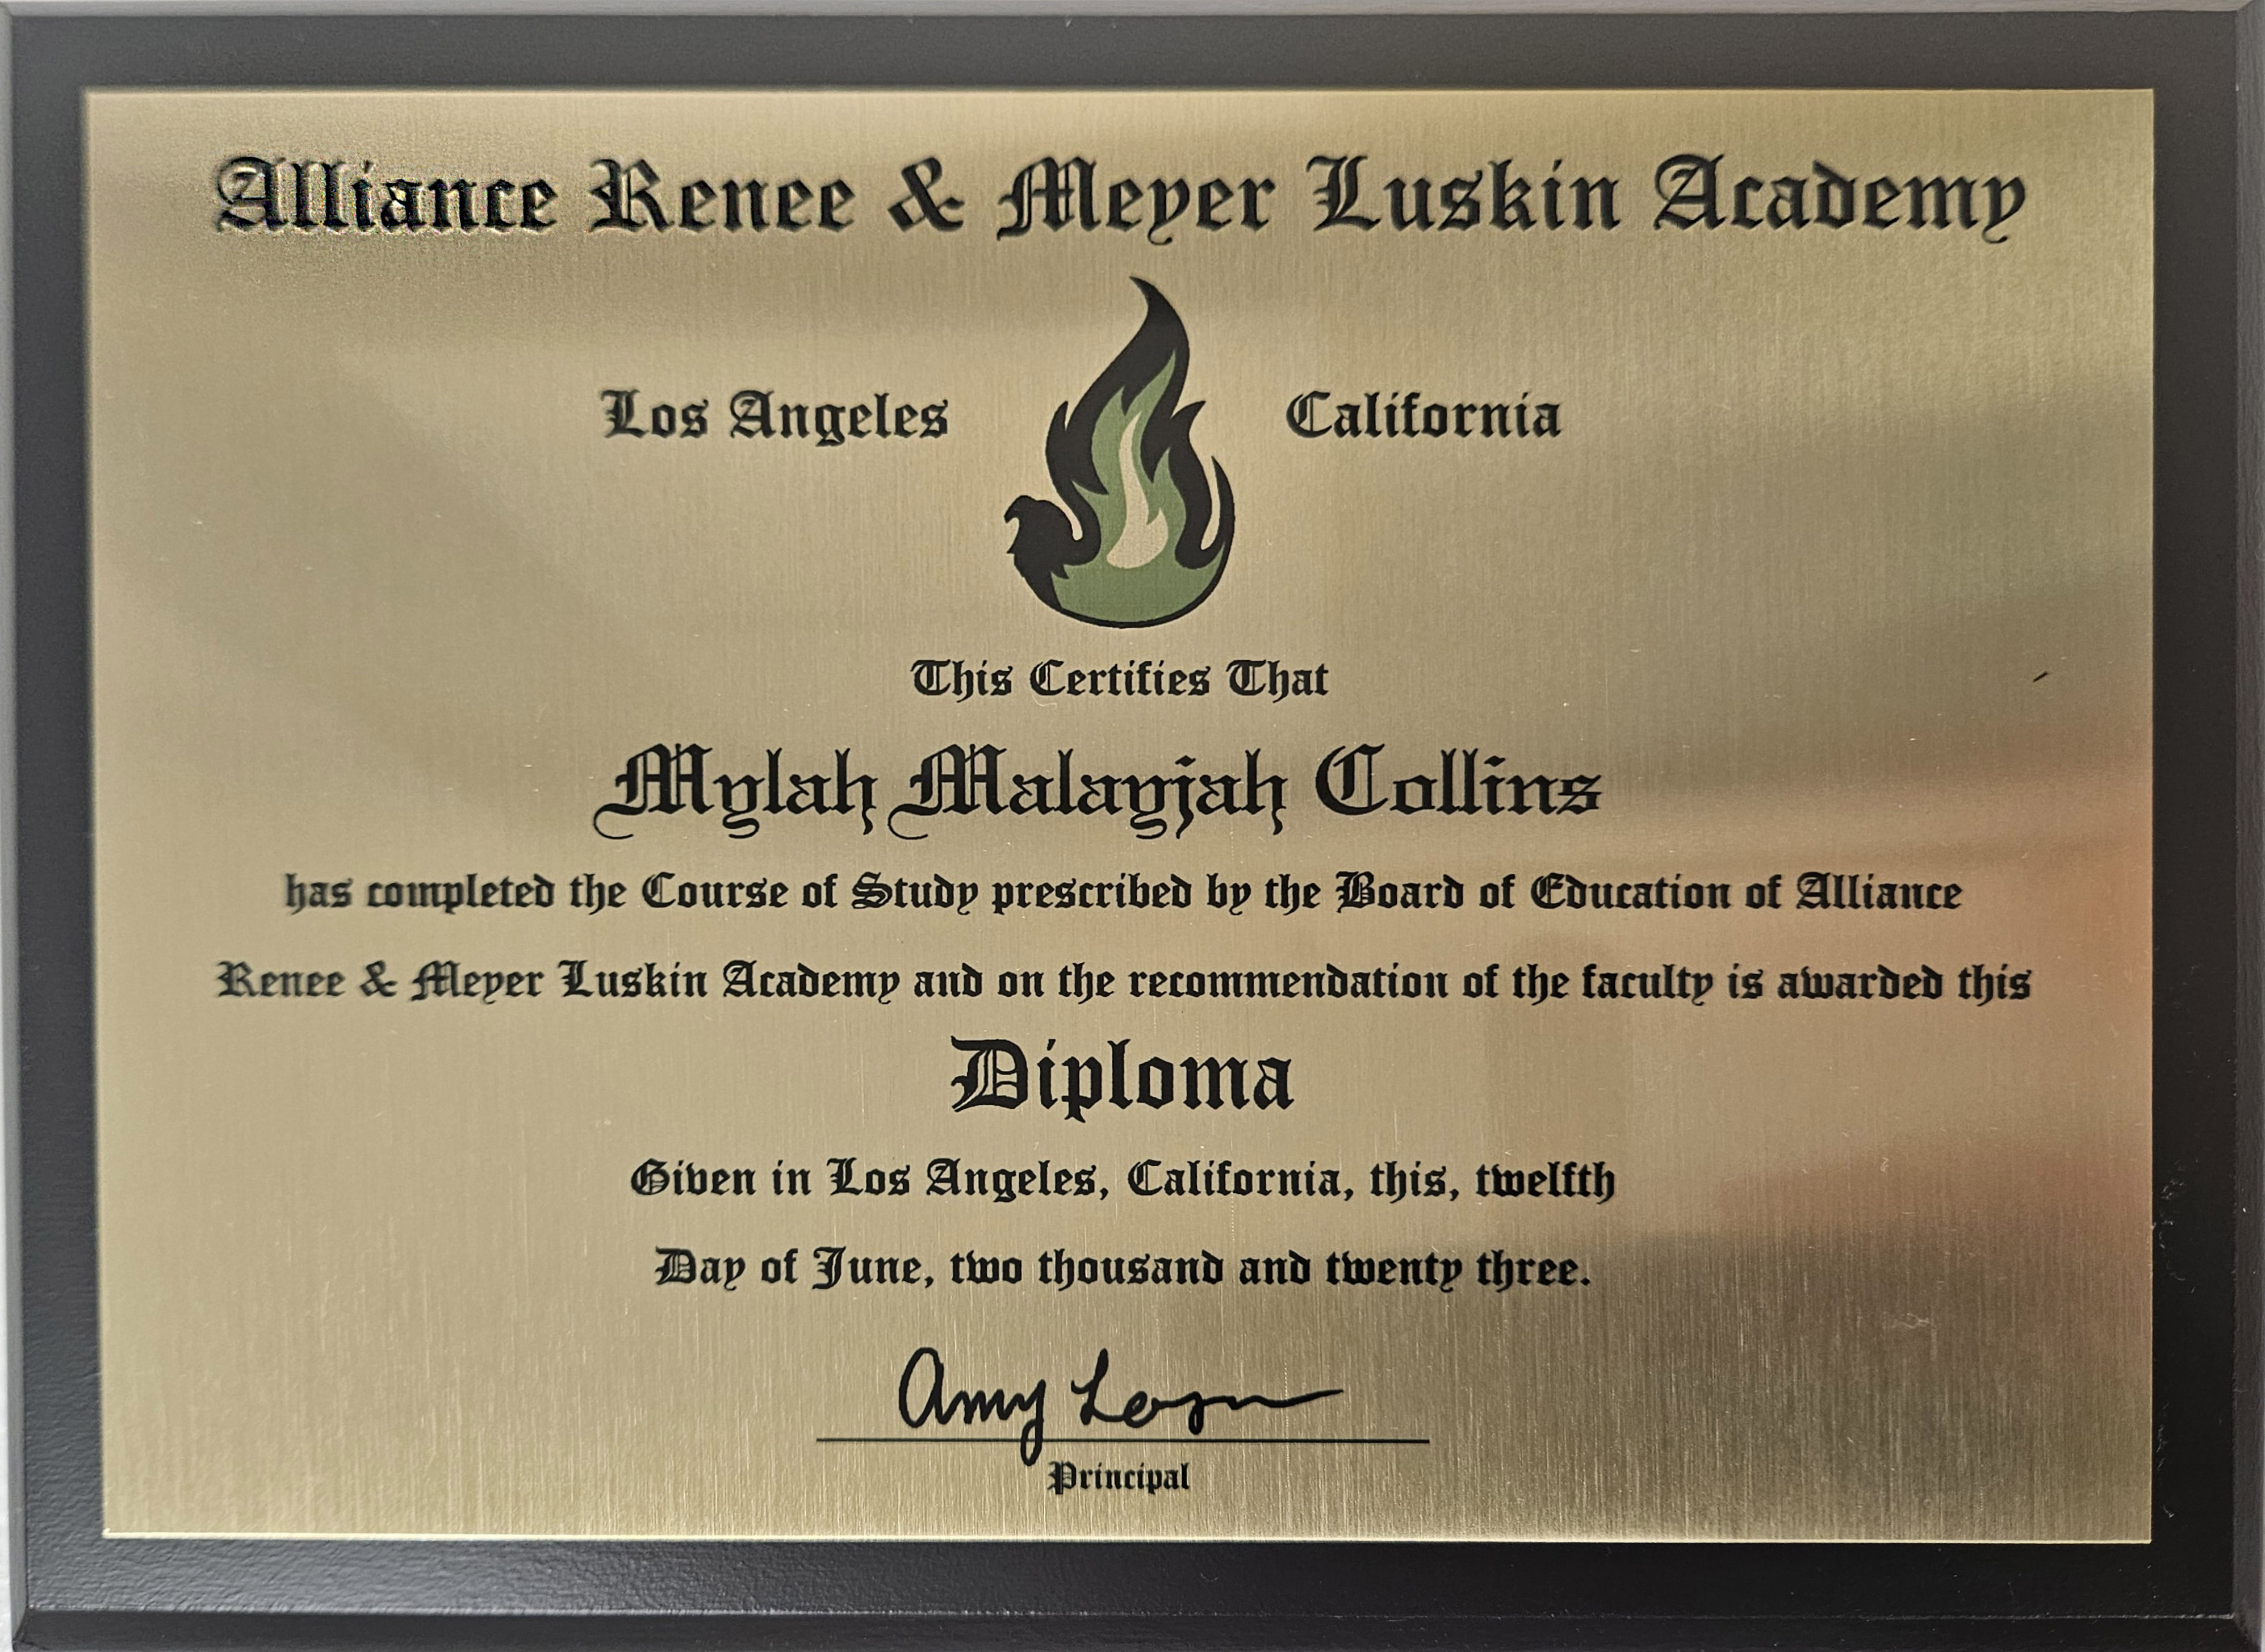 Alliance Renee & Meyer Luskin Academy
Los Angeles California
This Certifies That
Mylah Malayjah Collins
has completed the Course of Study prescribed by the Board of Education of Alliance
Renee & Meyer Luskin Academy and on the recommendation of the faculty is awarded this
Diploma
Given in Los Angeles, California, this, twelfth
Day of June, two thousand and twenty three.
Amy
Principal